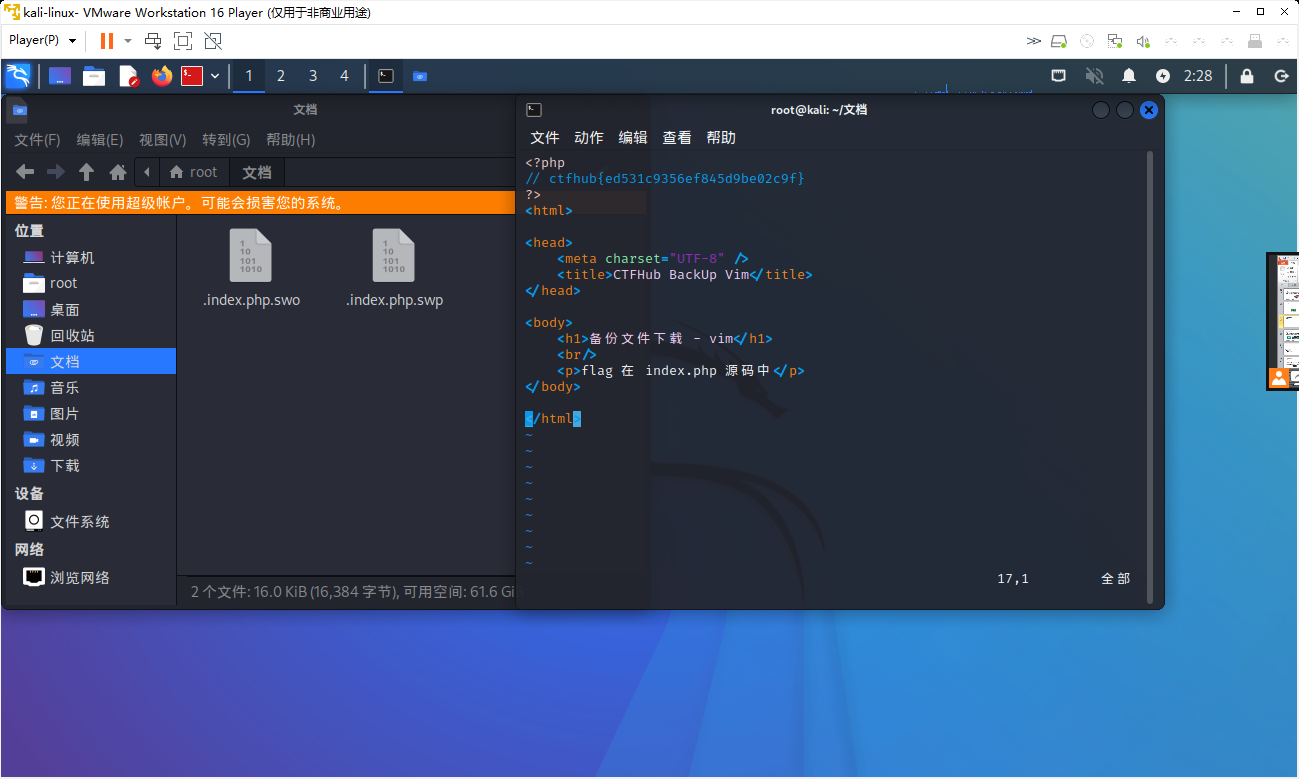 kali-linux- VMware Workstation 16 Player (仅用于非商业用途)
Player(P)
1 2 3 4
2:28
文档
文件(F) 编辑(E) 视图(V) 转到(G) 帮助(H)
root 文档
警告: 您正在使用超级帐户。可能会损害您的系统。
位置
计算机
root
桌面
回收站
文档
音乐
图片
视频
下载
设备
文件系统
网络
浏览网络
.index.php.swo
.index.php.swp
2 个文件: 16.0 KiB (16,384 字节), 可用空间: 61.6 Gi
root@kali: ~/文档
文件 动作 编辑 查看 帮助
<?php
// ctfhub{ed531c9356ef845d9be02c9f}
?>
<html>
<head>
<meta charset="UTF-8" />
<title>CTFHub BackUp Vim</title>
</head>
<body>
<h1>备份文件下载 - vim</h1>
<br/>
<p>flag 在 index.php 源码中</p>
</body>
</html>
~
~
~
~
~
~
~
~
~
17,1 全部